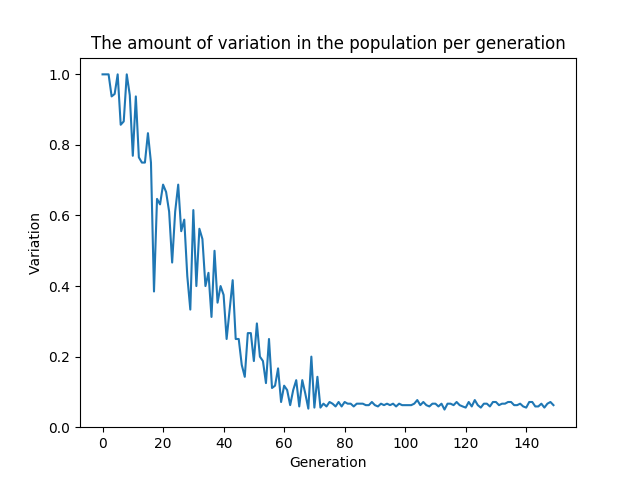 The amount of variation in the population per generation
1.0
0.8
0.6
0.4
0.2
0.0
Variation
0 20 40 60 80 100 120 140
Generation